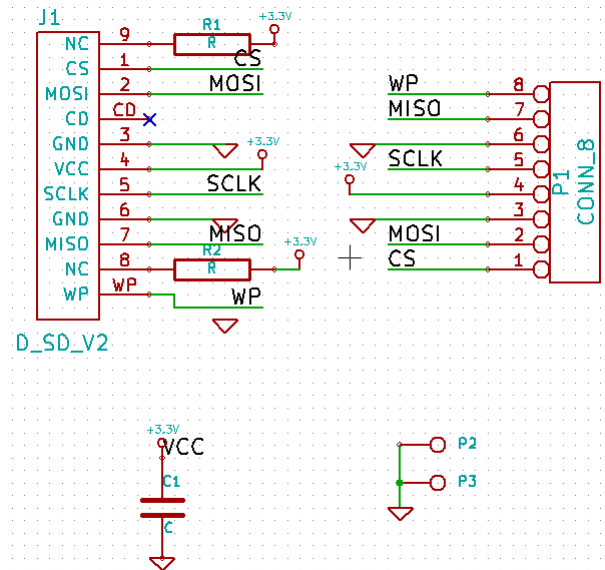 J1
NC 9
R1
R
+3.3V
CS 1
CS
MOSI 2
MOSI
CD CD
GND 3
VCC 4
+3.3V
SCLK 5
SCLK
GND 6
MISO 7
MISO
NC 8
R2
R
+3.3V
WP WP
WP
D_SD_V2
WP 8
MISO 7
6
SCLK 5
+3.3V
4
3
MOSI 2
CS 1
P1
CONN_8
+3.3V
VCC
C1
C
P2
P3